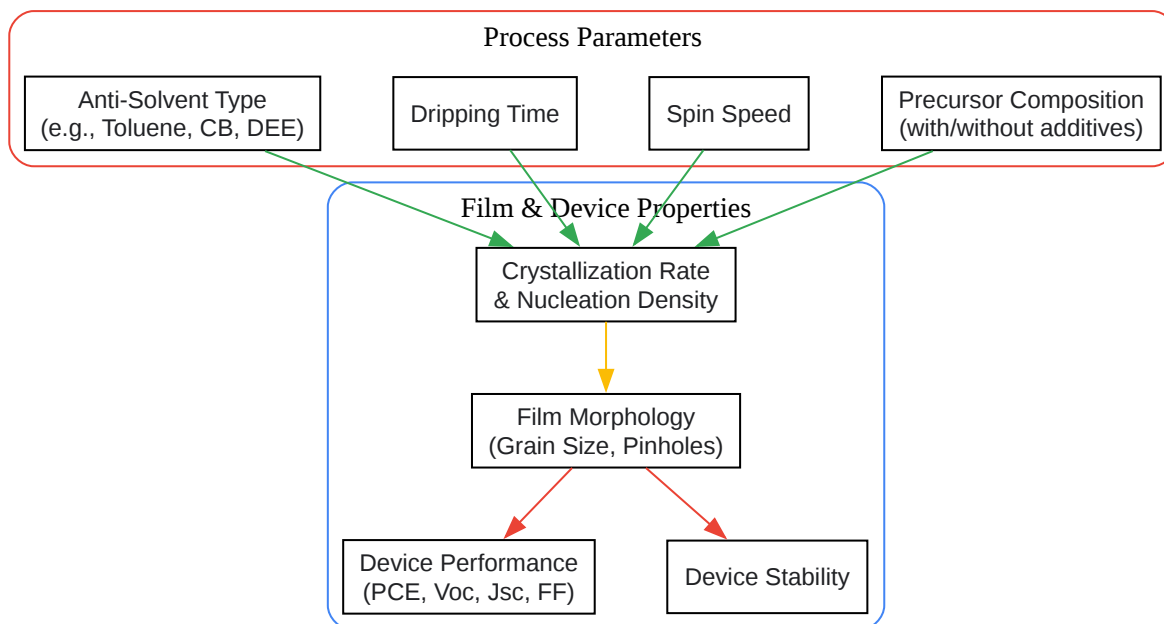 Process Parameters
Anti-Solvent Type
(e.g., Toluene, CB, DEE)
Dripping Time
Spin Speed
Precursor Composition
(with/without additives)
Film & Device Properties
Crystallization Rate
& Nucleation Density
Film Morphology
(Grain Size, Pinholes)
Device Performance
(PCE, Voc, Jsc, FF)
Device Stability